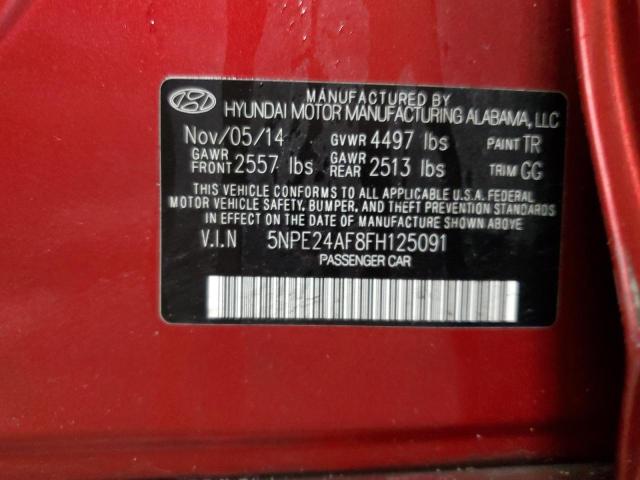 MANUFACTURED BY
HYUNDAI MOTOR MANUFACTURING ALABAMA, LLC
Nov/05/14 GVWR 4497 lbs PAINT TR
GAWR FRONT 2557 lbs GAWR REAR 2513 lbs TRIM GG
THIS VEHICLE CONFORMS TO ALL APPLICABLE U.S.A. FEDERAL
MOTOR VEHICLE SAFETY, BUMPER, AND THEFT PREVENTION STANDARDS
IN EFFECT ON THE DATE OF MANUFACTURE SHOWN ABOVE
V.I.N 5NPE24AF8FH125091
PASSENGER CAR